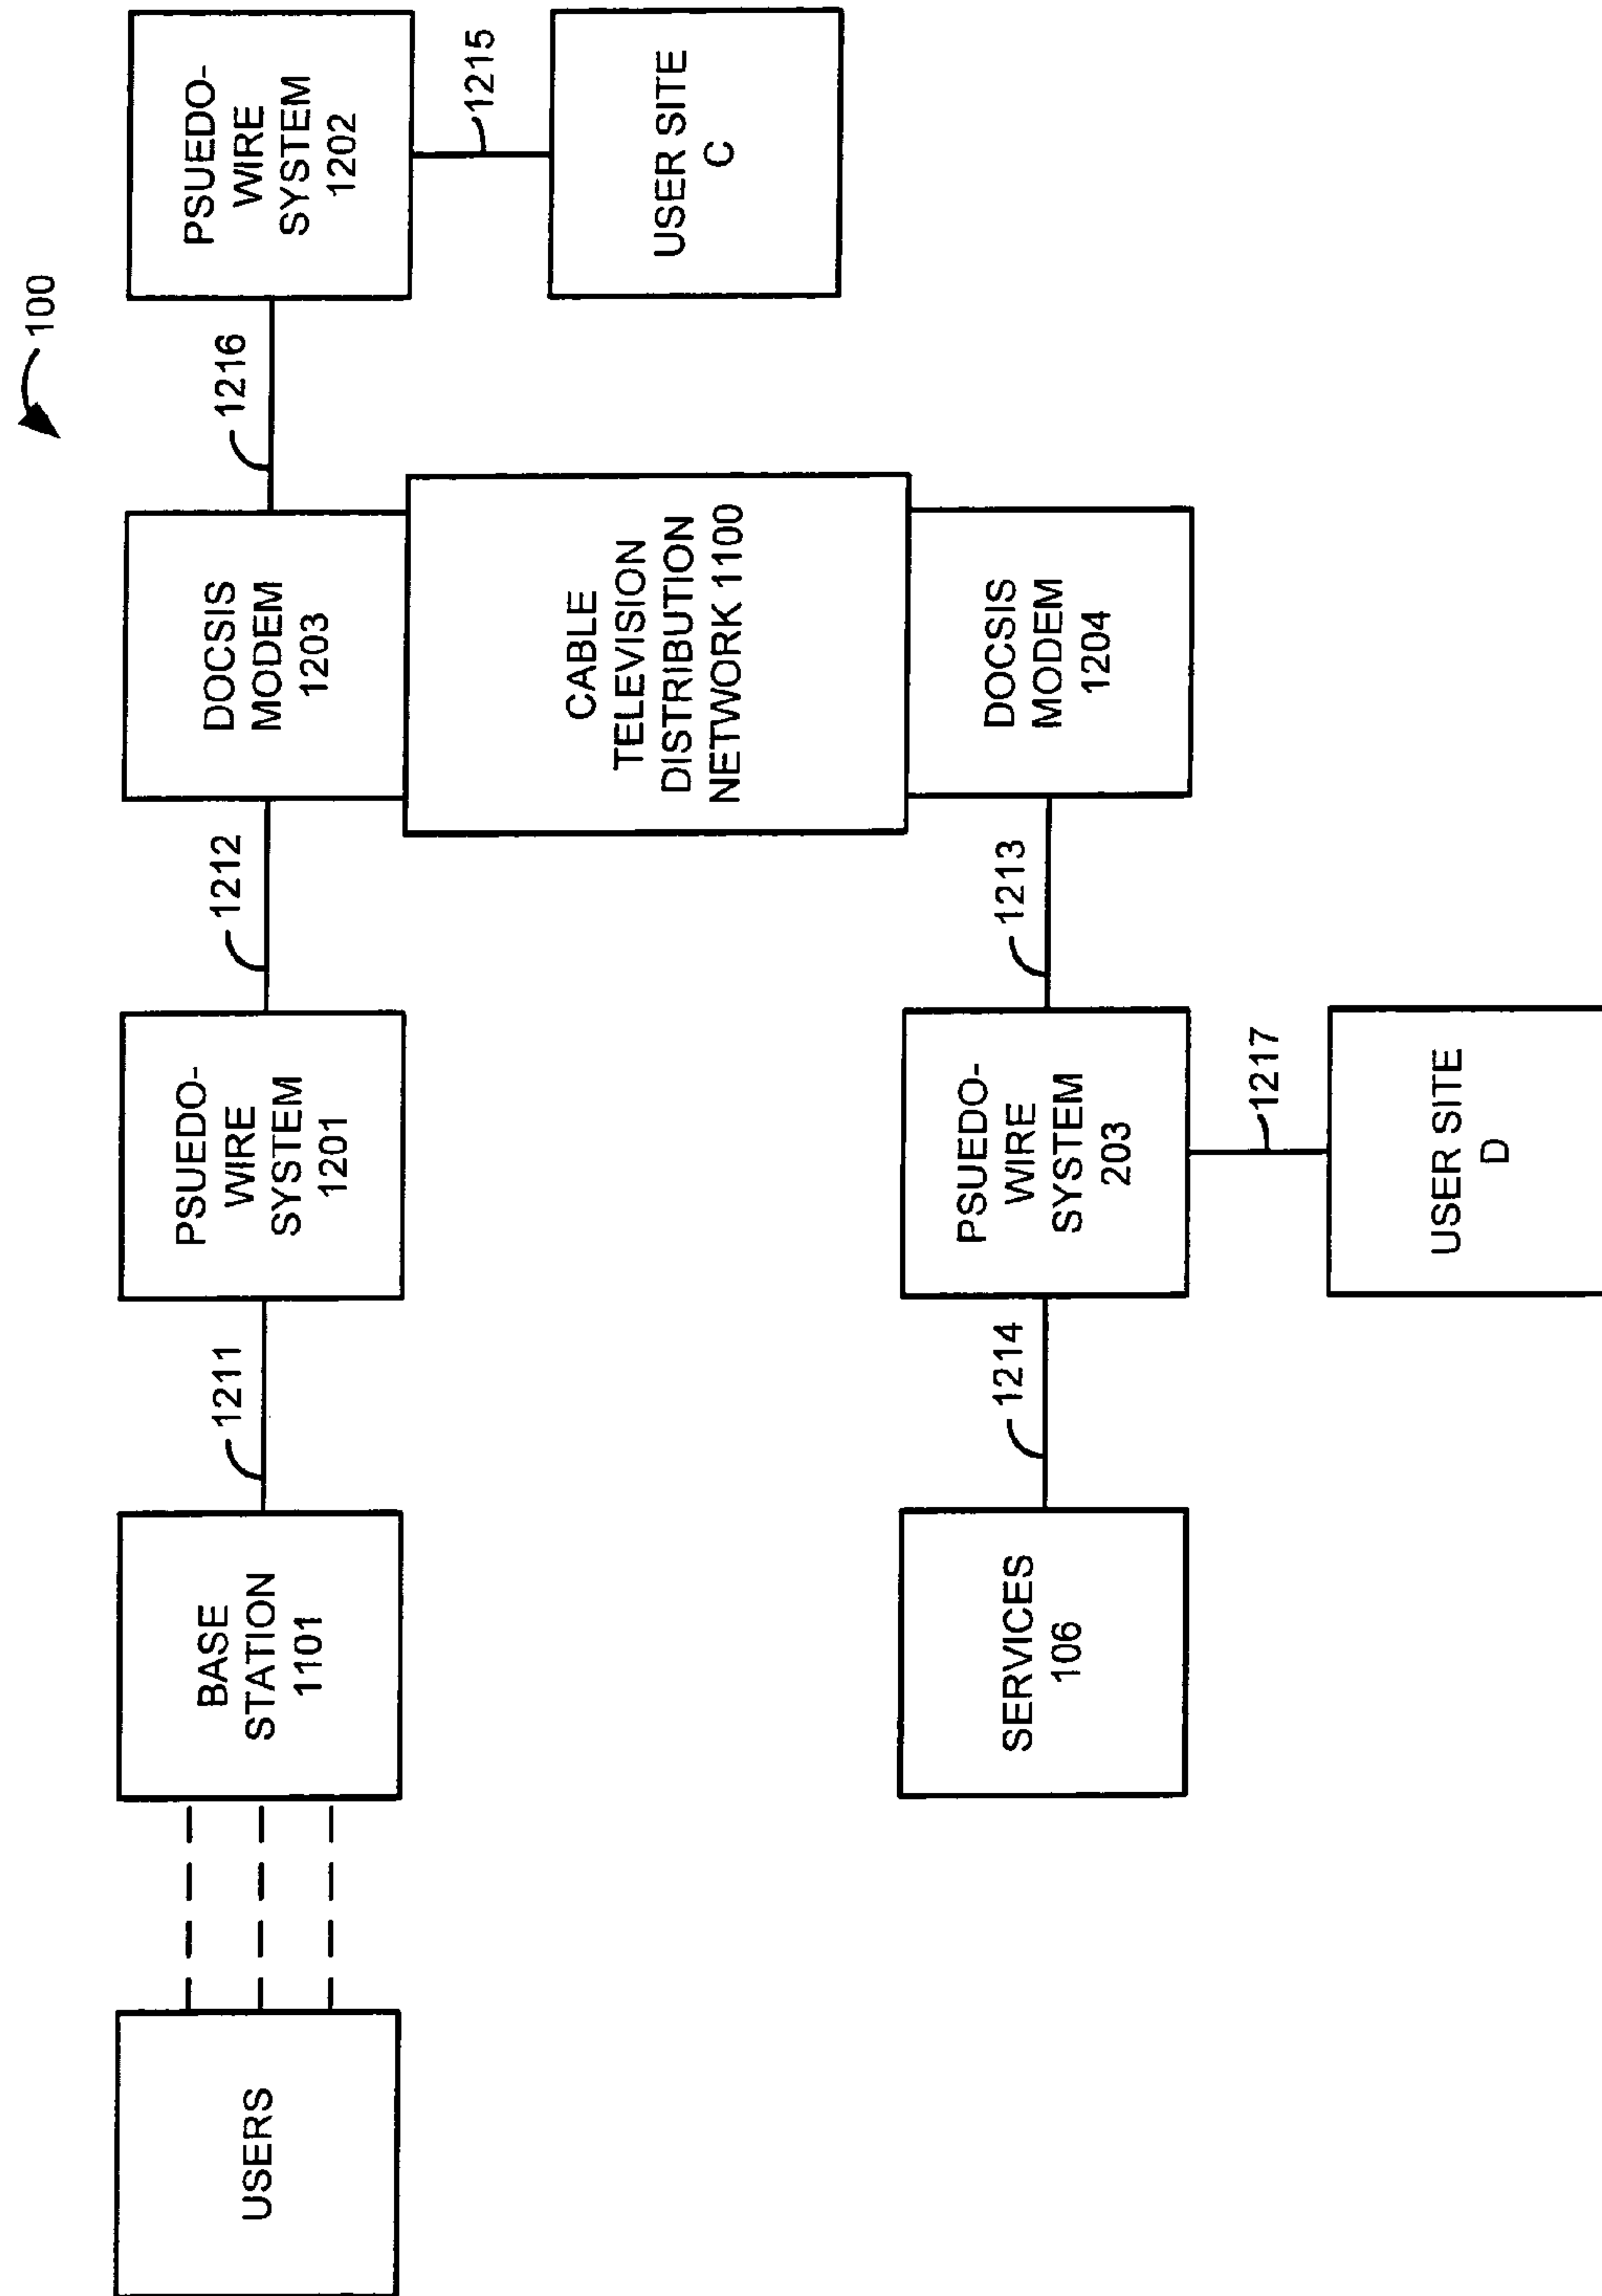 100
USERS
BASE
STATION
1101
1211
PSUEDO-
WIRE
SYSTEM
1201
1212
DOCSIS
MODEM
1203
1216
PSUEDO-
WIRE
SYSTEM
1202
1215
USER SITE
C
CABLE
TELEVISION
DISTRIBUTION
NETWORK 1100
SERVICES
106
1214
PSUEDO-
WIRE
SYSTEM
203
1213
DOCSIS
MODEM
1204
1217
USER SITE
D